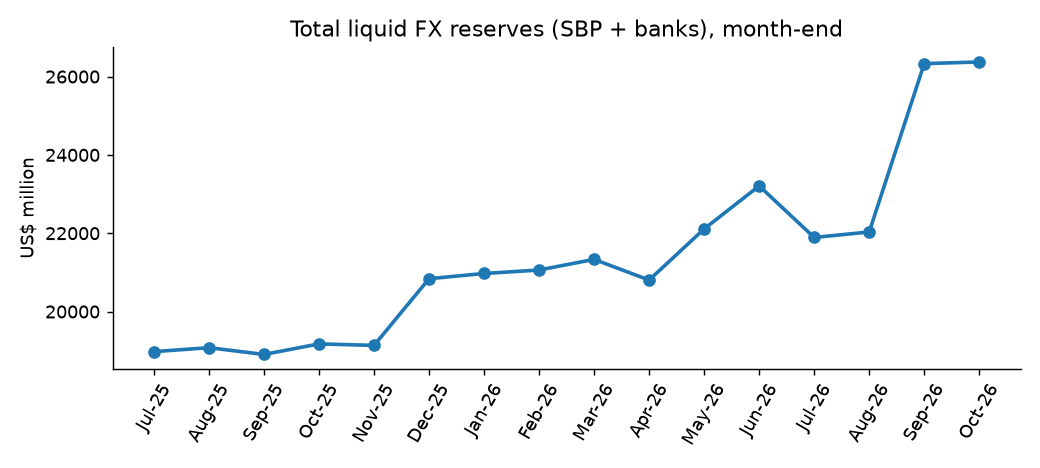 Total liquid FX reserves (SBP + banks), month-end
US$ million
26000
24000
22000
20000
Jul-25
Aug-25
Sep-25
Oct-25
Nov-25
Dec-25
Jan-26
Feb-26
Mar-26
Apr-26
May-26
Jun-26
Jul-26
Aug-26
Sep-26
Oct-26